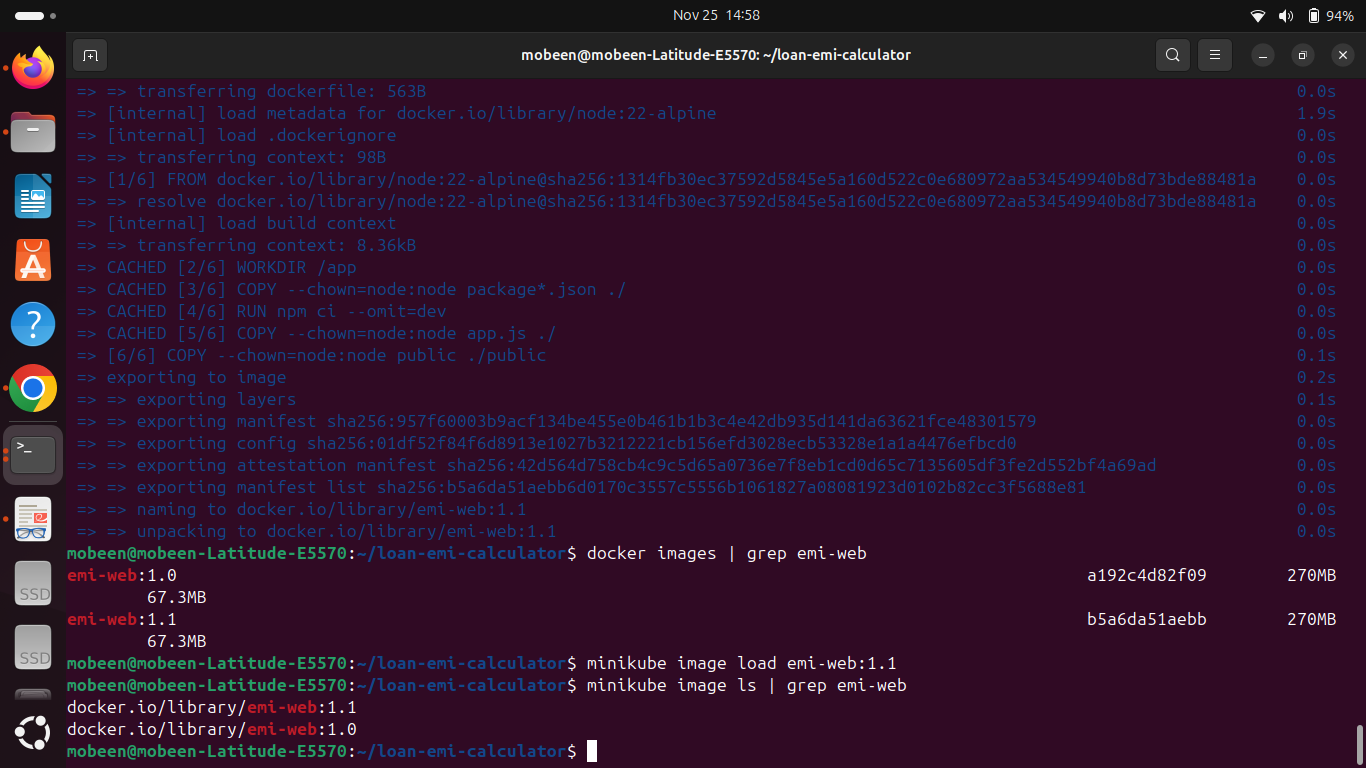 Nov 25 14:58
94%
mobeen@mobeen-Latitude-E5570: ~/loan-emi-calculator
=> => transferring dockerfile: 563B 0.0s
=> [internal] load metadata for docker.io/library/node:22-alpine 1.9s
=> [internal] load .dockerignore 0.0s
=> => transferring context: 98B 0.0s
=> [1/6] FROM docker.io/library/node:22-alpine@sha256:1314fb30ec37592d5845e5a160d522c0e680972aa534549940b8d73bde88481a 0.0s
=> => resolve docker.io/library/node:22-alpine@sha256:1314fb30ec37592d5845e5a160d522c0e680972aa534549940b8d73bde88481a 0.0s
=> [internal] load build context 0.0s
=> => transferring context: 8.36kB 0.0s
=> CACHED [2/6] WORKDIR /app 0.0s
=> CACHED [3/6] COPY --chown=node:node package*.json ./ 0.0s
=> CACHED [4/6] RUN npm ci --omit=dev 0.0s
=> CACHED [5/6] COPY --chown=node:node app.js ./ 0.0s
=> [6/6] COPY --chown=node:node public ./public 0.1s
=> exporting to image 0.2s
=> => exporting layers 0.1s
=> => exporting manifest sha256:957f60003b9acf134be455e0b461b1b3c4e42db935d141da63621fce48301579 0.0s
=> => exporting config sha256:01df52f84f6d8913e1027b3212221cb156efd3028ecb53328e1a1a4476efbcd0 0.0s
=> => exporting attestation manifest sha256:42d564d758cb4c9c5d65a0736e7f8eb1cd0d65c7135605df3fe2d552bf4a69ad 0.0s
=> => exporting manifest list sha256:b5a6da51aebb6d0170c3557c5556b1061827a08081923d0102b82cc3f5688e81 0.0s
=> => naming to docker.io/library/emi-web:1.1 0.0s
=> => unpacking to docker.io/library/emi-web:1.1 0.0s
mobeen@mobeen-Latitude-E5570:~/loan-emi-calculator$ docker images | grep emi-web
emi-web:1.0 a192c4d82f09 270MB
67.3MB
emi-web:1.1 b5a6da51aebb 270MB
67.3MB
mobeen@mobeen-Latitude-E5570:~/loan-emi-calculator$ minikube image load emi-web:1.1
mobeen@mobeen-Latitude-E5570:~/loan-emi-calculator$ minikube image ls | grep emi-web
docker.io/library/emi-web:1.1
docker.io/library/emi-web:1.0
mobeen@mobeen-Latitude-E5570:~/loan-emi-calculator$
SSD
SSD